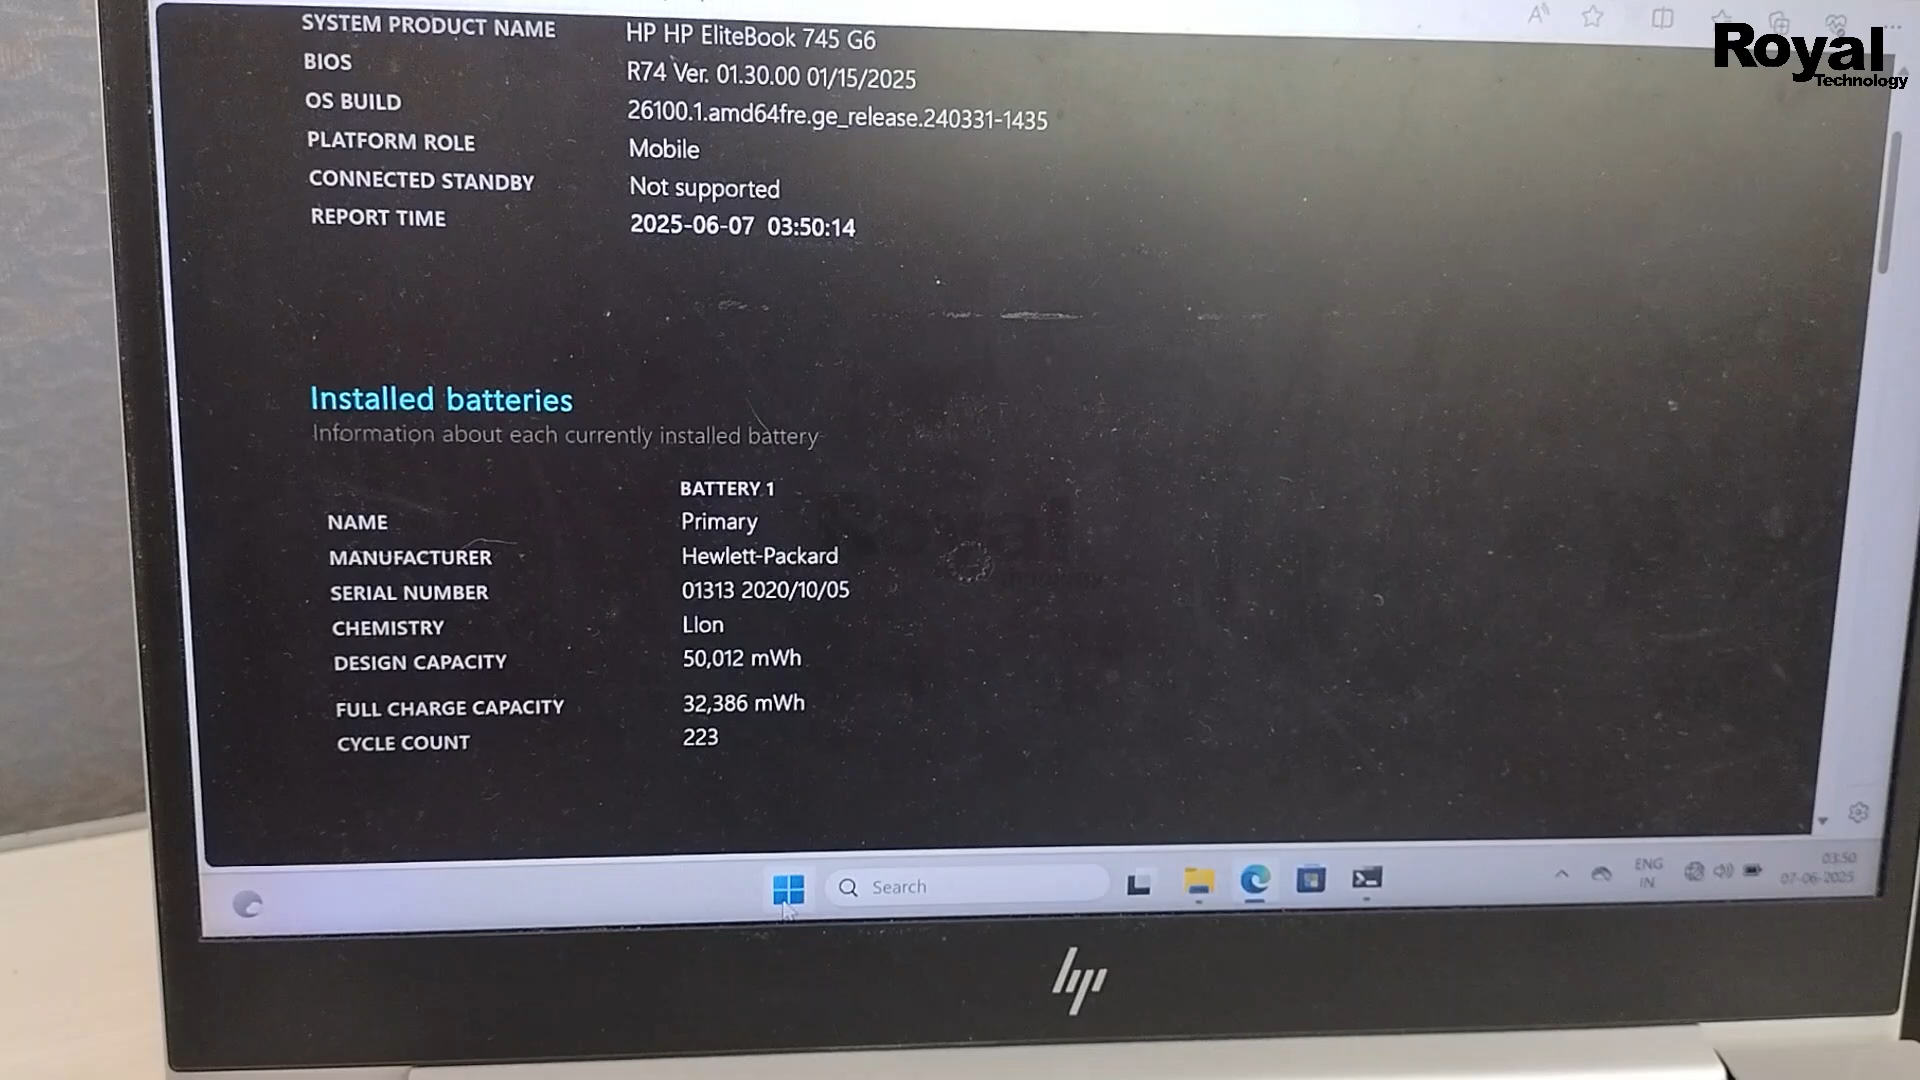 Royal
Technology
SYSTEM PRODUCT NAME HP HP EliteBook 745 G6
BIOS R74 Ver. 01.30.00 01/15/2025
OS BUILD 26100.1.amd64fre.ge_release.240331-1435
PLATFORM ROLE Mobile
CONNECTED STANDBY Not supported
REPORT TIME 2025-06-07 03:50:14
Installed batteries
Information about each currently installed battery
BATTERY 1
NAME Primary
MANUFACTURER Hewlett-Packard
SERIAL NUMBER 01313 2020/10/05
CHEMISTRY LIon
DESIGN CAPACITY 50,012 mWh
FULL CHARGE CAPACITY 32,386 mWh
CYCLE COUNT 223
Search
ENG
IN
03:50
07-06-2025
hp